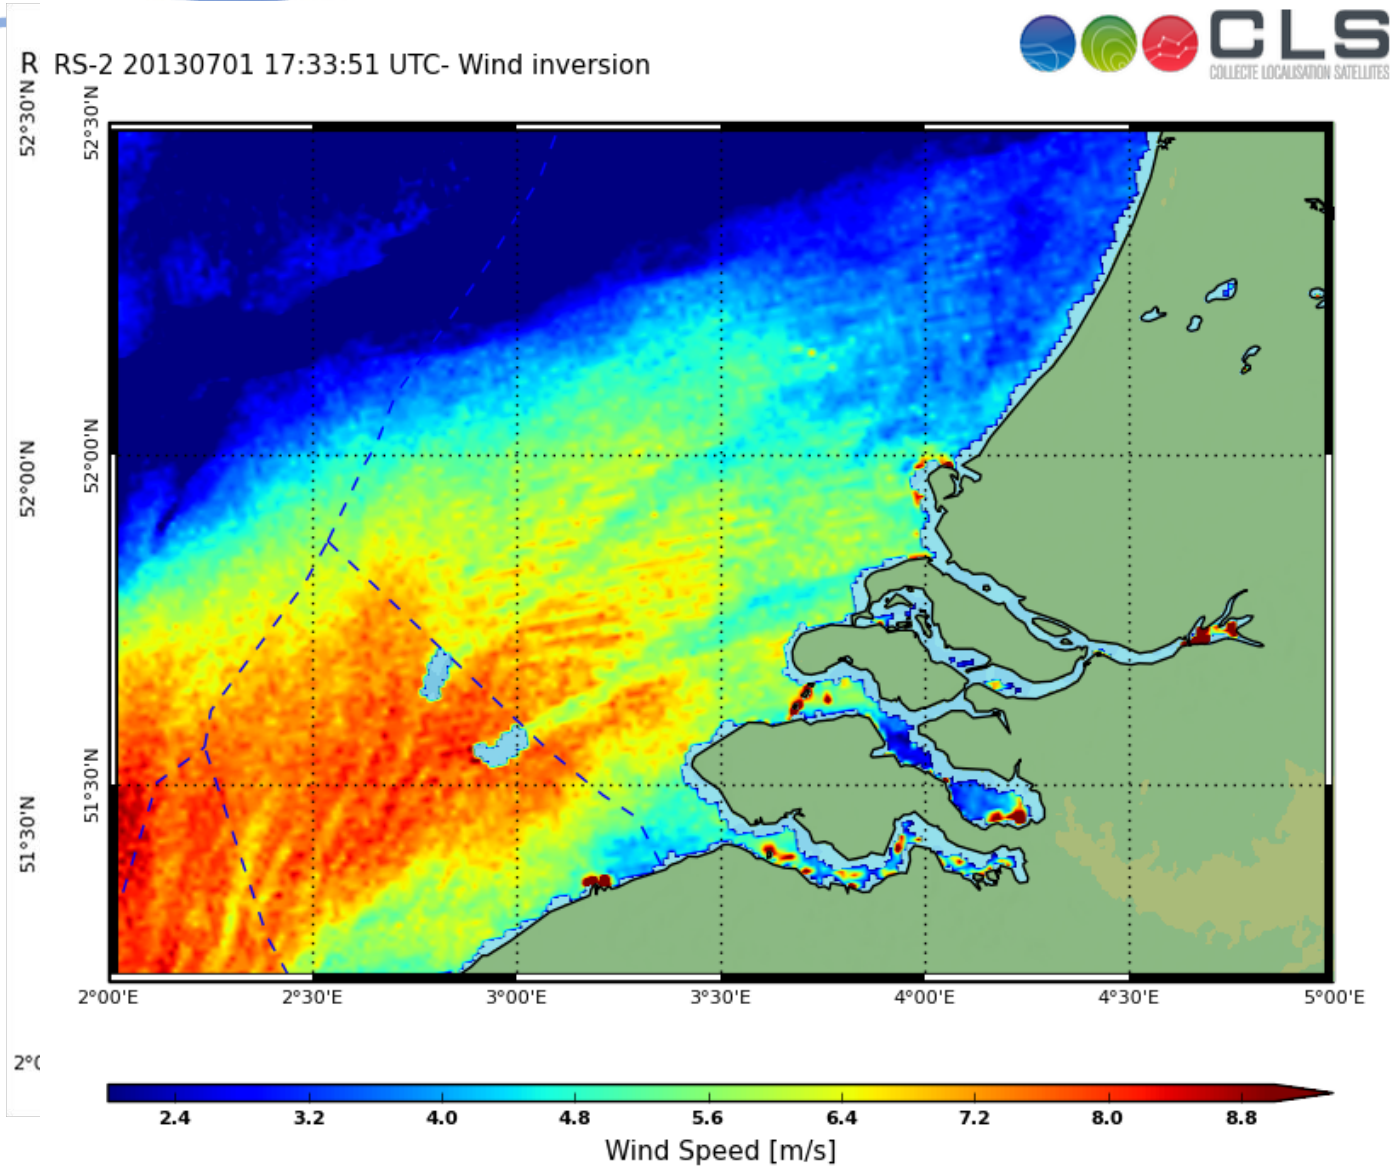 CLS
COLLECTE LOCALISATION SATELLITES
R RS-2 20130701 17:33:51 UTC- Wind inversion
52°30'N 52°30'N
52°00'N 52°00'N
51°30'N 51°30'N
2°00'E 2°30'E 3°00'E 3°30'E 4°00'E 4°30'E 5°00'E
2°0
2.4 3.2 4.0 4.8 5.6 6.4 7.2 8.0 8.8
Wind Speed [m/s]